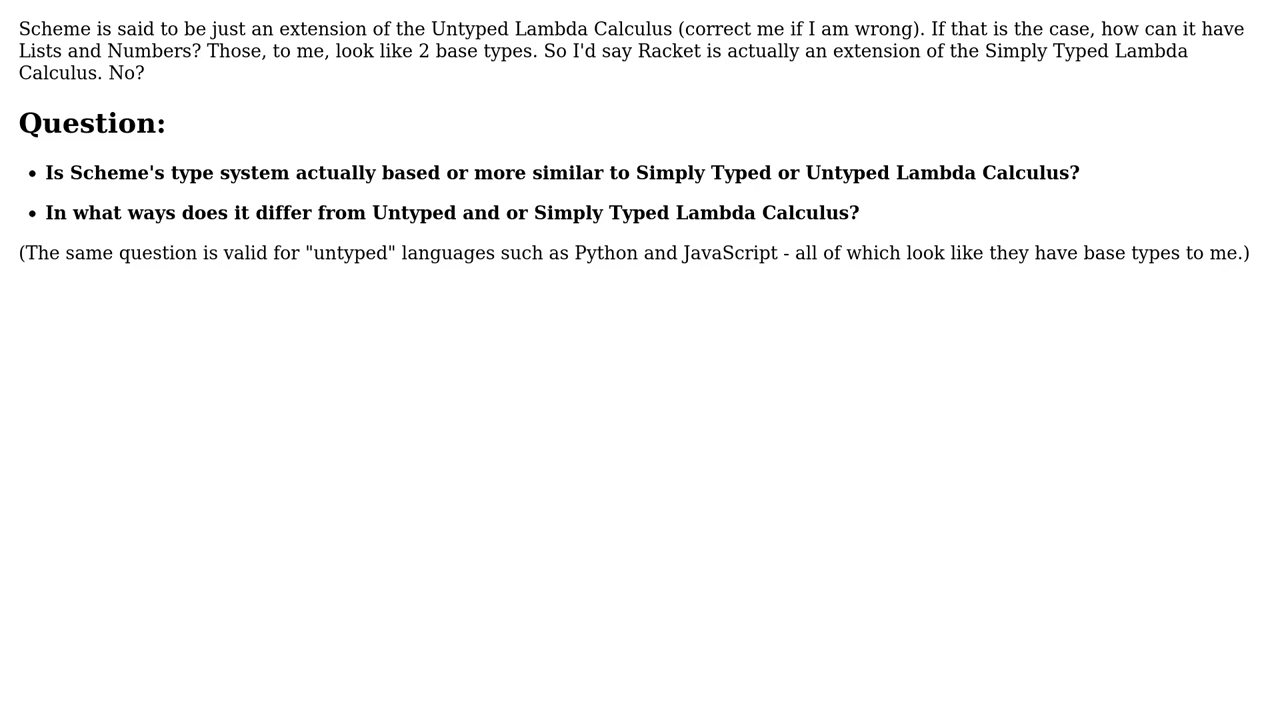 Scheme is said to be just an extension of the Untyped Lambda Calculus (correct me if I am wrong). If that is the case, how can it have
Lists and Numbers? Those, to me, look like 2 base types. So I'd say Racket is actually an extension of the Simply Typed Lambda
Calculus. No?
Question:
• Is Scheme's type system actually based or more similar to Simply Typed or Untyped Lambda Calculus?
• In what ways does it differ from Untyped and or Simply Typed Lambda Calculus?
(The same question is valid for "untyped" languages such as Python and JavaScript - all of which look like they have base types to me.)